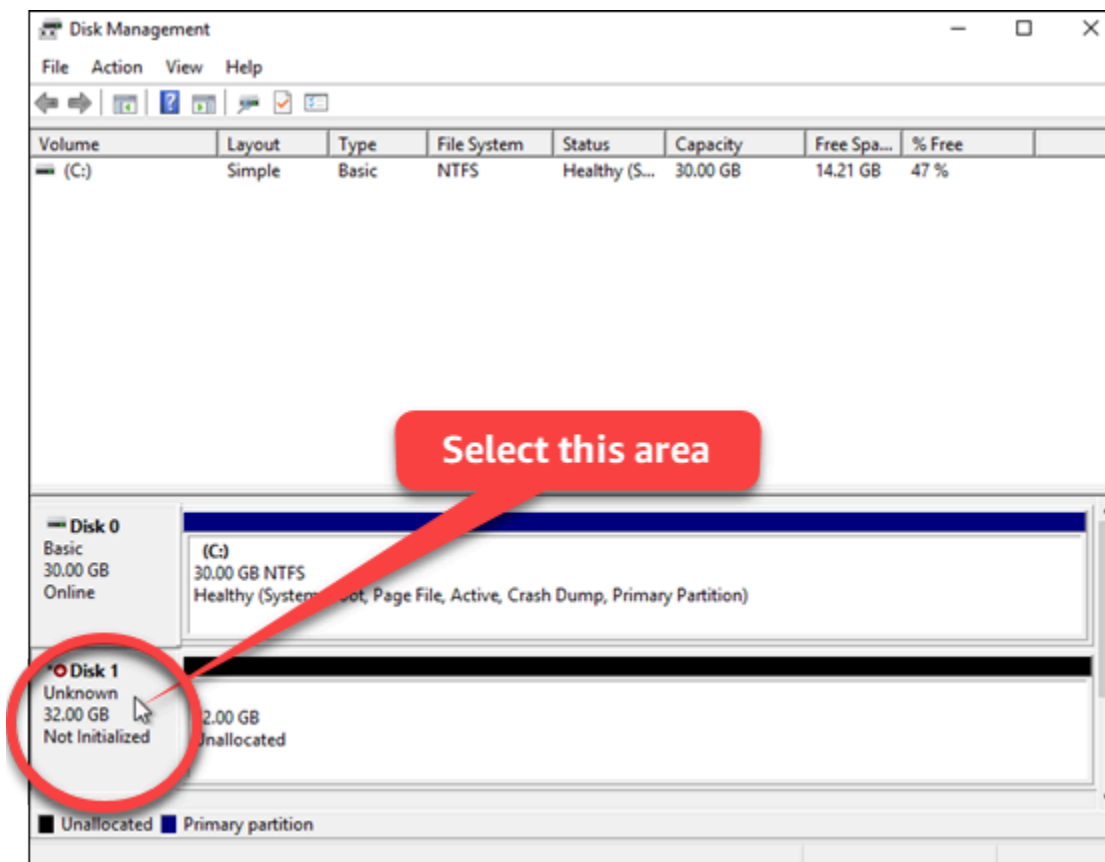 Disk Management
File Action View Help
Volume Layout Type File System Status Capacity Free Spa... % Free
(C:) Simple Basic NTFS Healthy (S... 30.00 GB 14.21 GB 47 %
Select this area
Disk 0
Basic
30.00 GB
Online
(C:)
30.00 GB NTFS
Healthy (System, Page File, Active, Crash Dump, Primary Partition)
Disk 1
Unknown
32.00 GB
Not Initialized
2.00 GB
Unallocated
Unallocated Primary partition